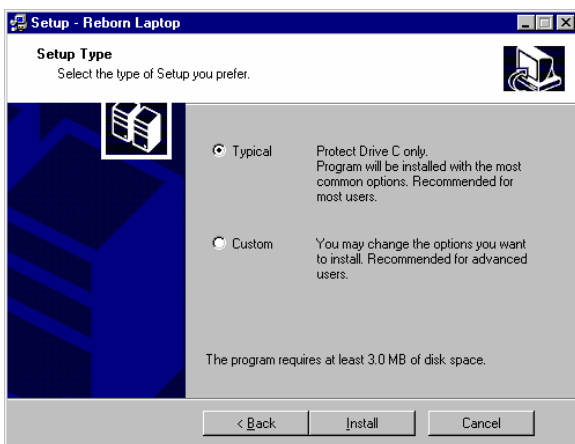 Setup - Reborn Laptop
Setup Type
Select the type of Setup you prefer.
Typical
Protect Drive C only.
Program will be installed with the most
common options. Recommended for
most users.
Custom
You may change the options you want
to install. Recommended for advanced
users.
The program requires at least 3.0 MB of disk space.
< Back
Install
Cancel